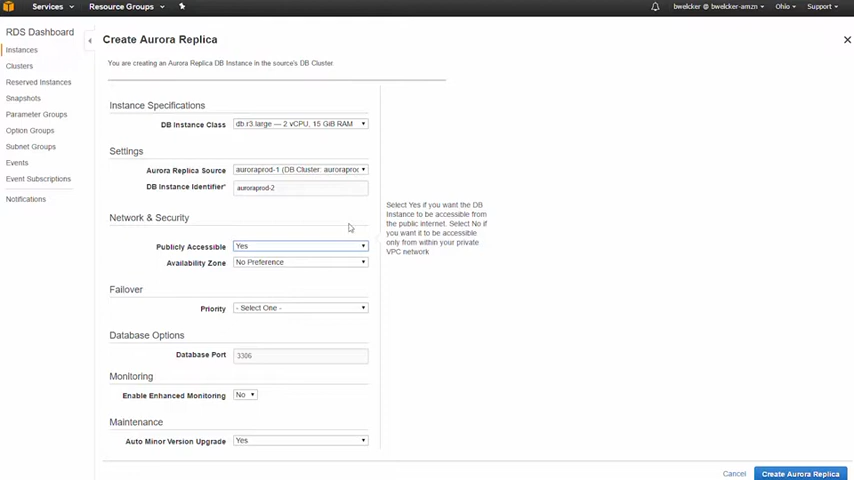 Services
Resource Groups
bwelcker @ bwelcker-amzn
Ohio
Support
RDS Dashboard
Instances
Clusters
Reserved Instances
Snapshots
Parameter Groups
Option Groups
Subnet Groups
Events
Event Subscriptions
Notifications
Create Aurora Replica
You are creating an Aurora Replica DB Instance in the source's DB Cluster.
Instance Specifications
DB Instance Class db.r3.large — 2 vCPU, 15 GiB RAM
Settings
Aurora Replica Source auroraprod-1 (DB Cluster: auroraproc
DB Instance Identifier* auroraprod-2
Network & Security
Publicly Accessible Yes
Availability Zone No Preference
Failover
Priority - Select One -
Database Options
Database Port 3306
Monitoring
Enable Enhanced Monitoring No
Maintenance
Auto Minor Version Upgrade Yes
Select Yes if you want the DB
Instance to be accessible from
the public internet. Select No if
you want it to be accessible
only from within your private
VPC network
Cancel
Create Aurora Replica